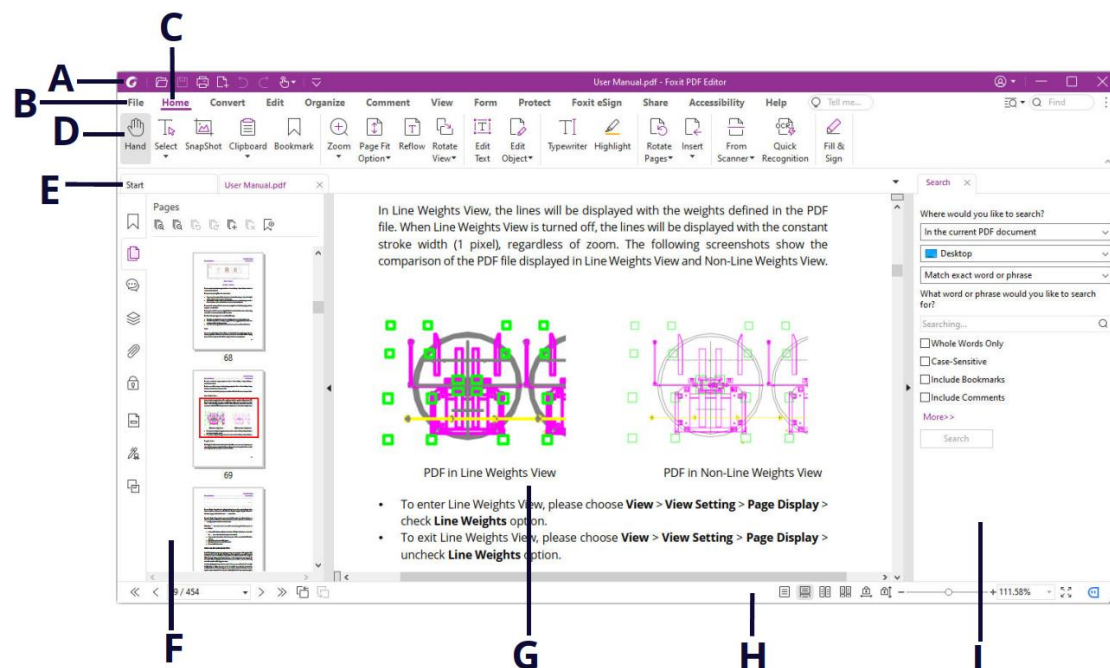 C
A
User Manual.pdf - Foxit PDF Editor
B
File Home Convert Edit Organize Comment View Form Protect Foxit eSign Share Accessibility Help Tell me... Find
D
Hand Select SnapShot Clipboard Bookmark Zoom Page Fit Option Reflow Rotate View Edit Text Edit Object Typewriter Highlight Rotate Pages Insert From Scanner OCR Quick Recognition Fill & Sign
E
Start User Manual.pdf Search
Pages
68
69
In Line Weights View, the lines will be displayed with the weights defined in the PDF
file. When Line Weights View is turned off, the lines will be displayed with the constant
stroke width (1 pixel), regardless of zoom. The following screenshots show the
comparison of the PDF file displayed in Line Weights View and Non-Line Weights View.
PDF in Line Weights View PDF in Non-Line Weights View
• To enter Line Weights View, please choose View > View Setting > Page Display >
check Line Weights option.
• To exit Line Weights View, please choose View > View Setting > Page Display >
uncheck Line Weights option.
Where would you like to search?
In the current PDF document
Desktop
Match exact word or phrase
What word or phrase would you like to search
for?
Searching...
Whole Words Only
Case-Sensitive
Include Bookmarks
Include Comments
More>>
Search
9 / 454 111.58%
F G H I